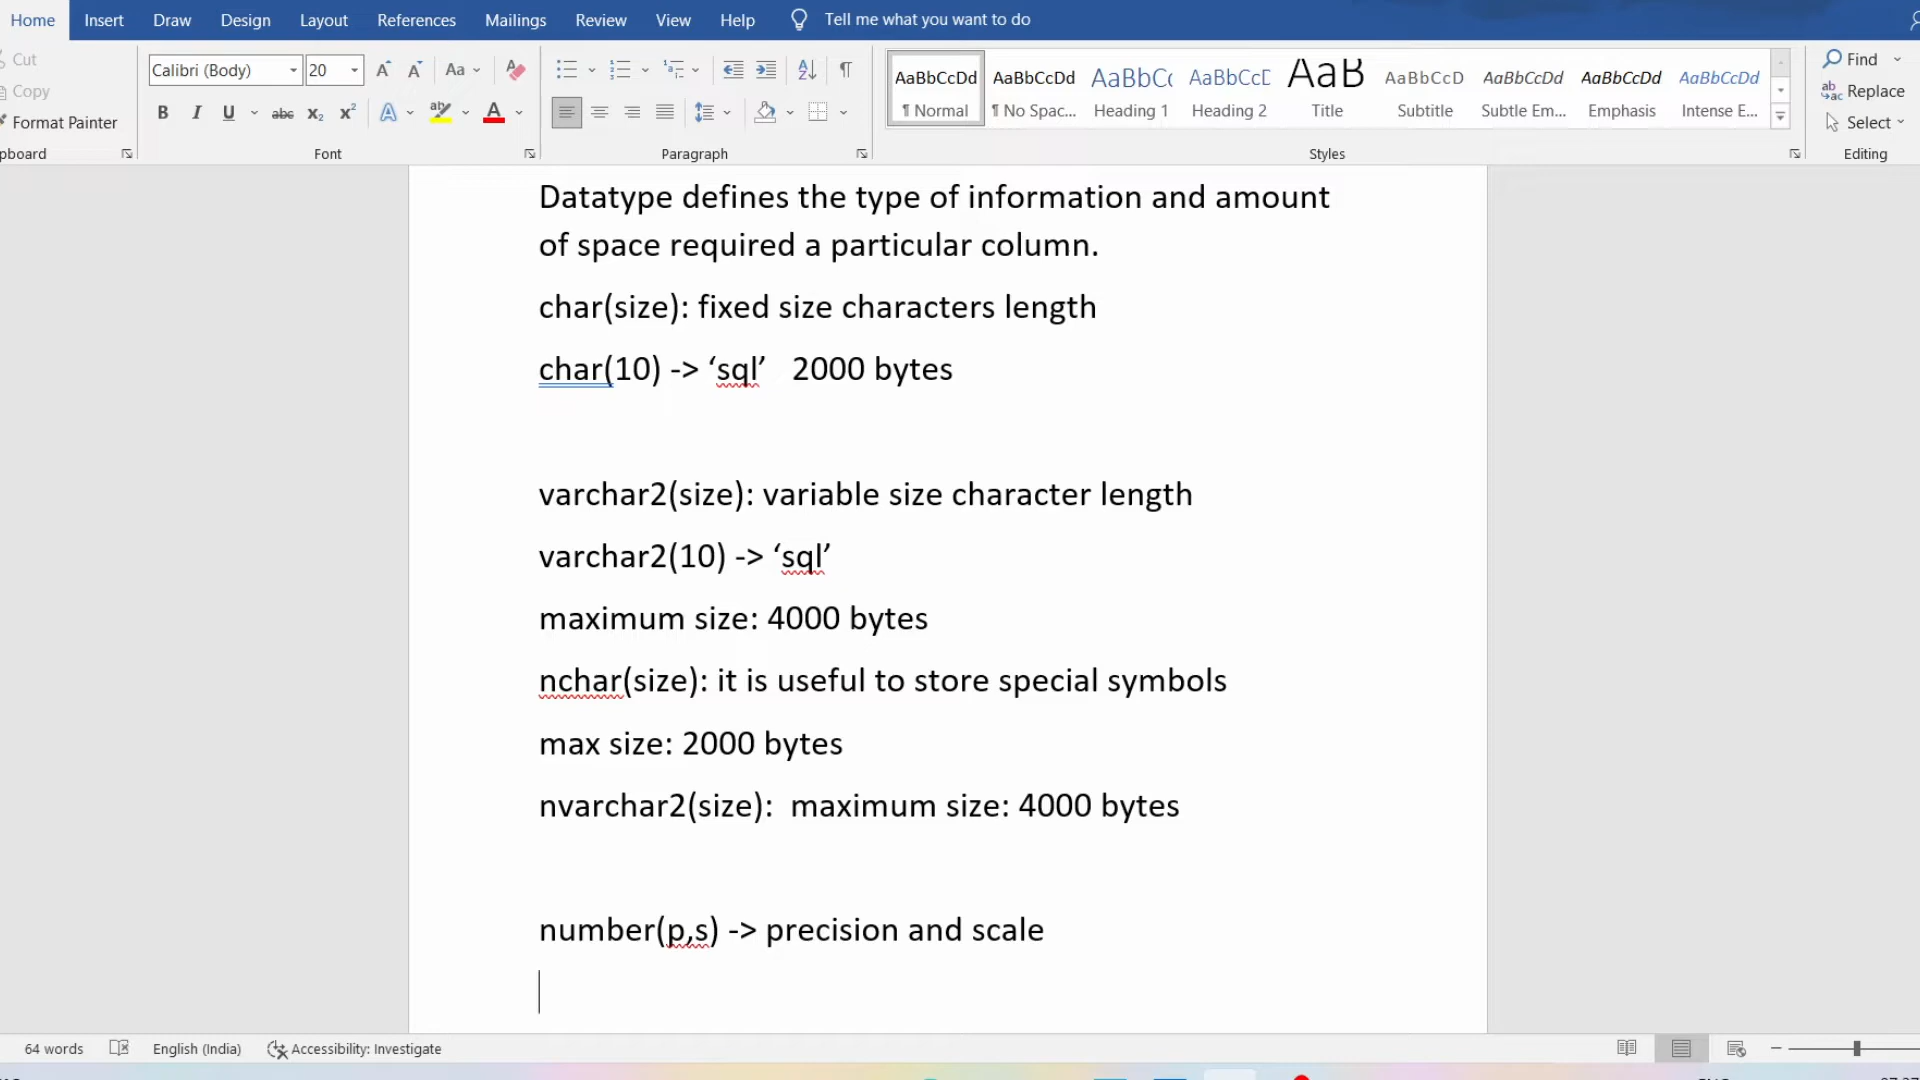 Home Insert Draw Design Layout References Mailings Review View Help Tell me what you want to do
Cut
Copy
Format Painter
pboard
Calibri (Body) 20
Font
Paragraph
AaBbCcDd AaBbCcDd AaBbCc AaBbCcD AaB AaBbCcD AaBbCcDd AaBbCcDd AaBbCcDd
¶ Normal ¶ No Spac... Heading 1 Heading 2 Title Subtitle Subtle Em... Emphasis Intense E...
Styles
Find
Replace
Select
Editing
Datatype defines the type of information and amount
of space required a particular column.
char(size): fixed size characters length
char(10) -> ‘sql’ 2000 bytes
varchar2(size): variable size character length
varchar2(10) -> ‘sql’
maximum size: 4000 bytes
nchar(size): it is useful to store special symbols
max size: 2000 bytes
nvarchar2(size): maximum size: 4000 bytes
number(p,s) -> precision and scale
64 words English (India) Accessibility: Investigate